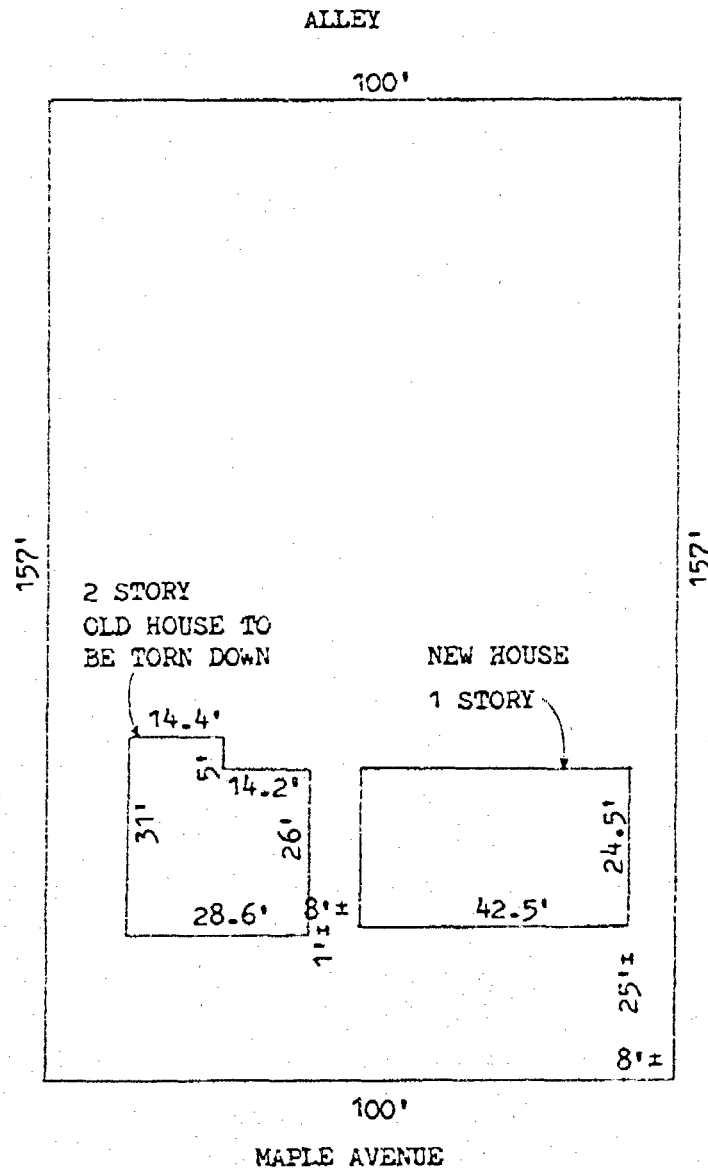 ALLEY
100'
157'
157'
2 STORY
OLD HOUSE TO
BE TORN DOWN
NEW HOUSE
1 STORY
14.4'
5'
14.2'
31'
26'
24.5'
28.6'
8'±
42.5'
1'±
25'±
8'±
100'
MAPLE AVENUE